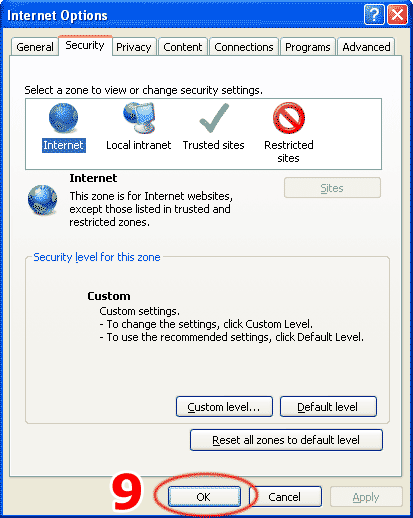 Internet Options
General Security Privacy Content Connections Programs Advanced
Select a zone to view or change security settings.
Internet Local intranet Trusted sites Restricted
sites
Internet
Sites
This zone is for Internet websites,
except those listed in trusted and
restricted zones.
Security level for this zone
Custom
Custom settings.
- To change the settings, click Custom Level.
- To use the recommended settings, click Default Level.
Custom level... Default level
Reset all zones to default level
9 OK Cancel Apply